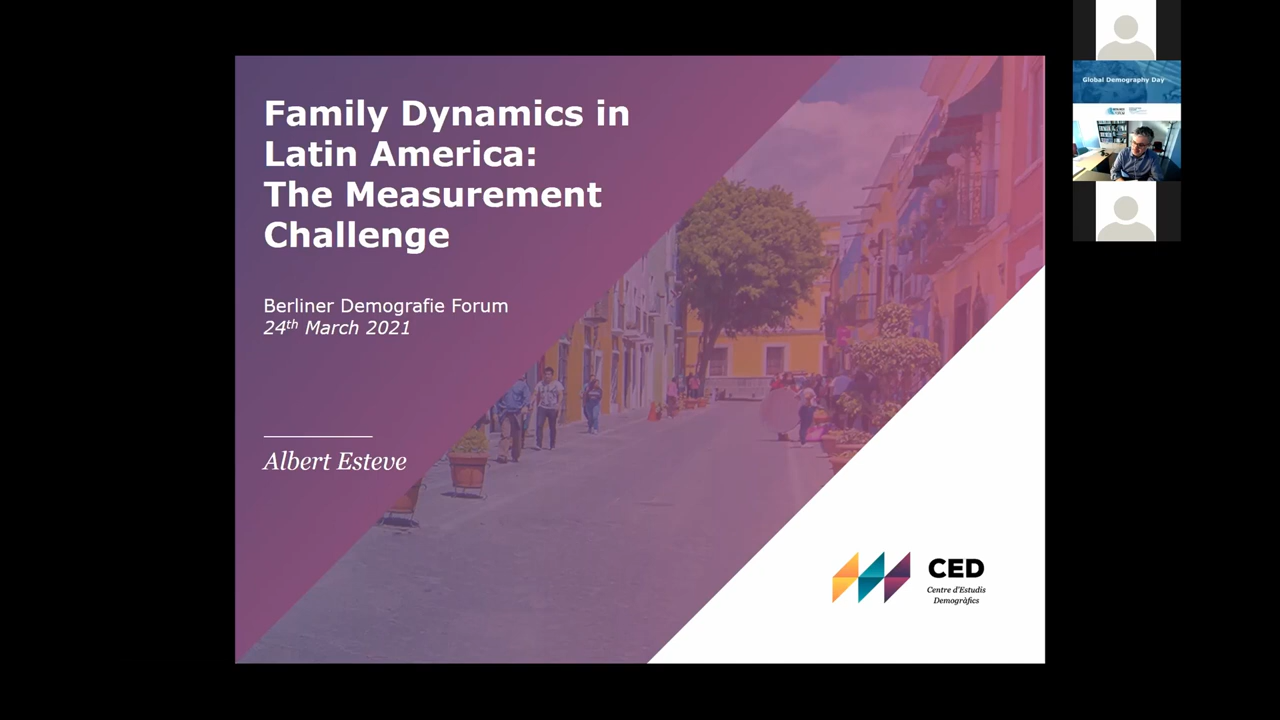 Family Dynamics in
Latin America:
The Measurement
Challenge
Berliner Demografie Forum
24th March 2021
Albert Esteve
CED
Centre d'Estudis
Demogràfics
Global Demography Day